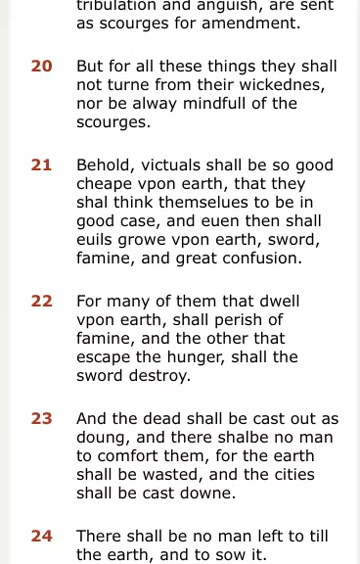 tribulation and anguish, are sent
as scourges for amendment.
20 But for all these things they shall
not turne from their wickednes,
nor be alway mindfull of the
scourges.
21 Behold, victuals shall be so good
cheape vpon earth, that they
shal think themselues to be in
good case, and euen then shall
euils growe vpon earth, sword,
famine, and great confusion.
22 For many of them that dwell
vpon earth, shall perish of
famine, and the other that
escape the hunger, shall the
sword destroy.
23 And the dead shall be cast out as
doung, and there shalbe no man
to comfort them, for the earth
shall be wasted, and the cities
shall be cast downe.
24 There shall be no man left to till
the earth, and to sow it.